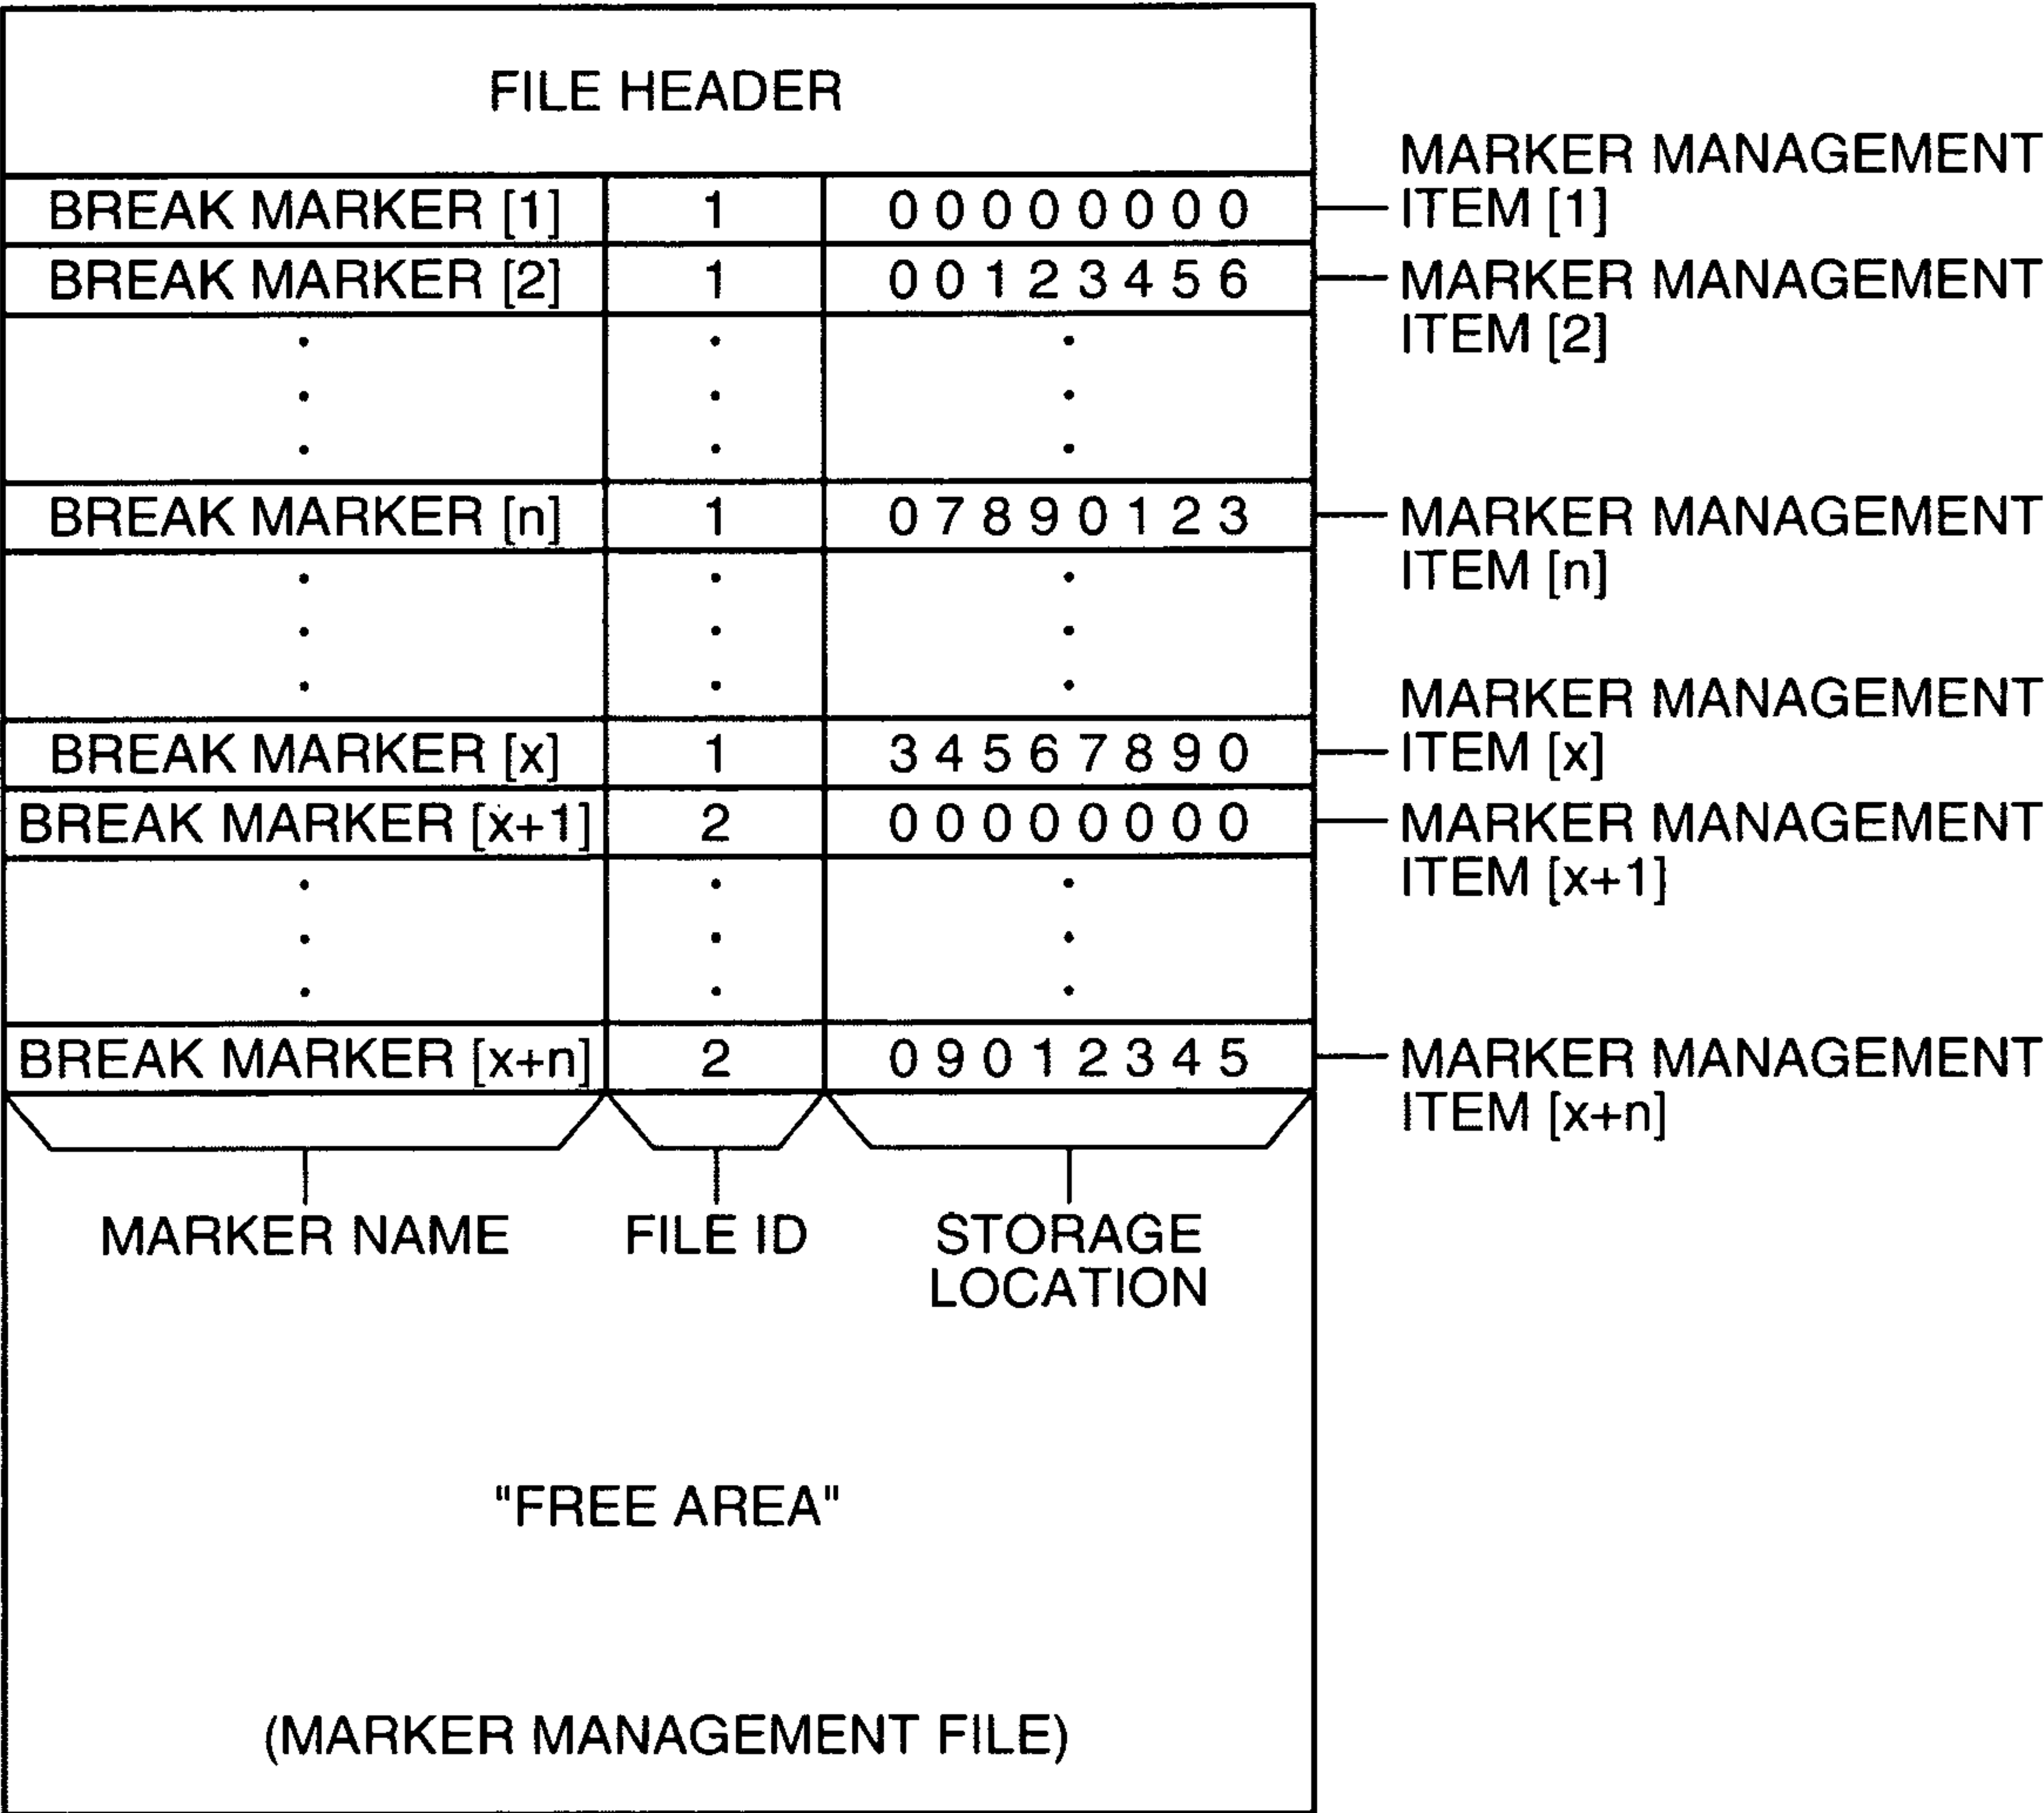 FILE HEADER
MARKER MANAGEMENT
ITEM [1]
BREAK MARKER [1] 1 0 0 0 0 0 0 0 0
BREAK MARKER [2] 1 0 0 1 2 3 4 5 6
MARKER MANAGEMENT
ITEM [2]
BREAK MARKER [n] 1 0 7 8 9 0 1 2 3
MARKER MANAGEMENT
ITEM [n]
MARKER MANAGEMENT
ITEM [x]
BREAK MARKER [x] 1 3 4 5 6 7 8 9 0
BREAK MARKER [x+1] 2 0 0 0 0 0 0 0 0
MARKER MANAGEMENT
ITEM [x+1]
BREAK MARKER [x+n] 2 0 9 0 1 2 3 4 5
MARKER MANAGEMENT
ITEM [x+n]
MARKER NAME
FILE ID
STORAGE
LOCATION
"FREE AREA"
(MARKER MANAGEMENT FILE)